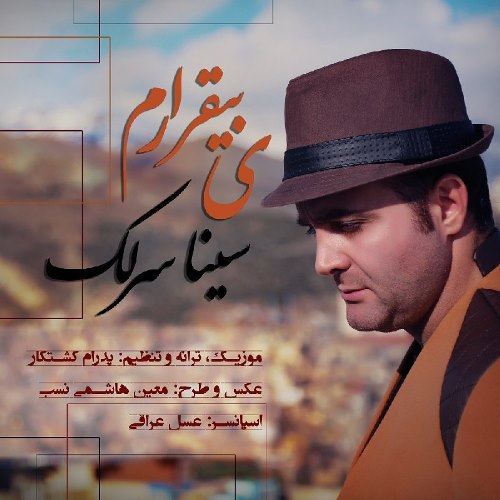 بیقرارم
سینا سرلک
موزیک، ترانه و تنظیم: پدرام کشتکار
عکس و طرح: معین هاشمی نسب
اسپانسر: عسل عراقی